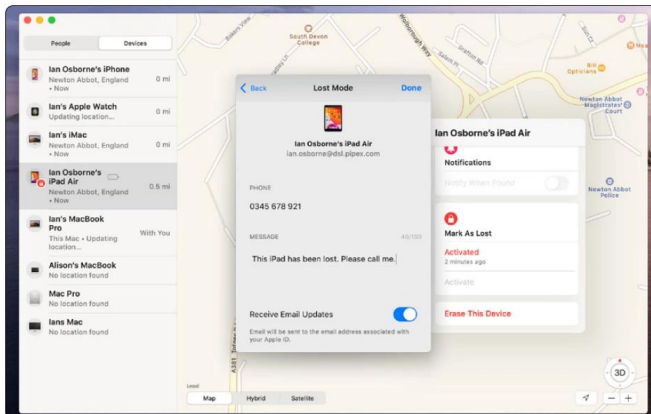 People
Devices
Ian Osborne's iPhone
Newton Abbot, England
• Now
0 mi
Ian's Apple Watch
Updating location...
0 mi
Ian's iMac
Newton Abbot, England
• Now
0 mi
Ian Osborne's
iPad Air
Newton Abbot, England
• Now
0.5 mi
Ian's MacBook
Pro
This Mac • Updating
location...
With You
Alison's MacBook
No location found
Mac Pro
No location found
Ians Mac
No location found
South Devon
College
Back
Lost Mode
Done
Ian Osborne's iPad Air
ian.osborne@dsl.pipex.com
PHONE
0345 678 921
MESSAGE
40/150
This iPad has been lost. Please call me.
Receive Email Updates
Email will be sent to the email address associated with
your Apple ID.
Ian Osborne's iPad Air
Notifications
Notify When Found
Mark As Lost
Activated
2 minutes ago
Activate
Erase This Device
Opticians
Newton Abbot
Magistrates'
Court
Newton Abbot
Police
A381
Legal
Map
Hybrid
Satellite
3D